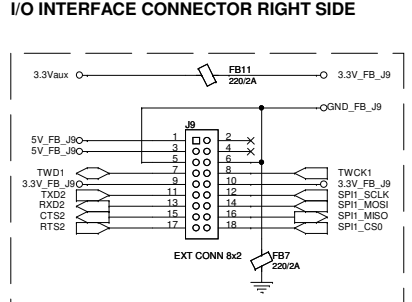 I/O INTERFACE CONNECTOR RIGHT SIDE
3.3Vaux FB11 3.3V_FB_J9
220/2A
GND_FB_J9
J9
5V_FB_J9 1 2
5V_FB_J9 3 4
5 6
TWD1 7 8 TWCK1
3.3V_FB_J9 9 10 3.3V_FB_J9
TXD2 11 12 SPI1_SCLK
RXD2 13 14 SPI1_MOSI
CTS2 15 16 SPI1_MISO
RTS2 17 18 SPI1_CS0
EXT CONN 8x2 FB7
220/2A